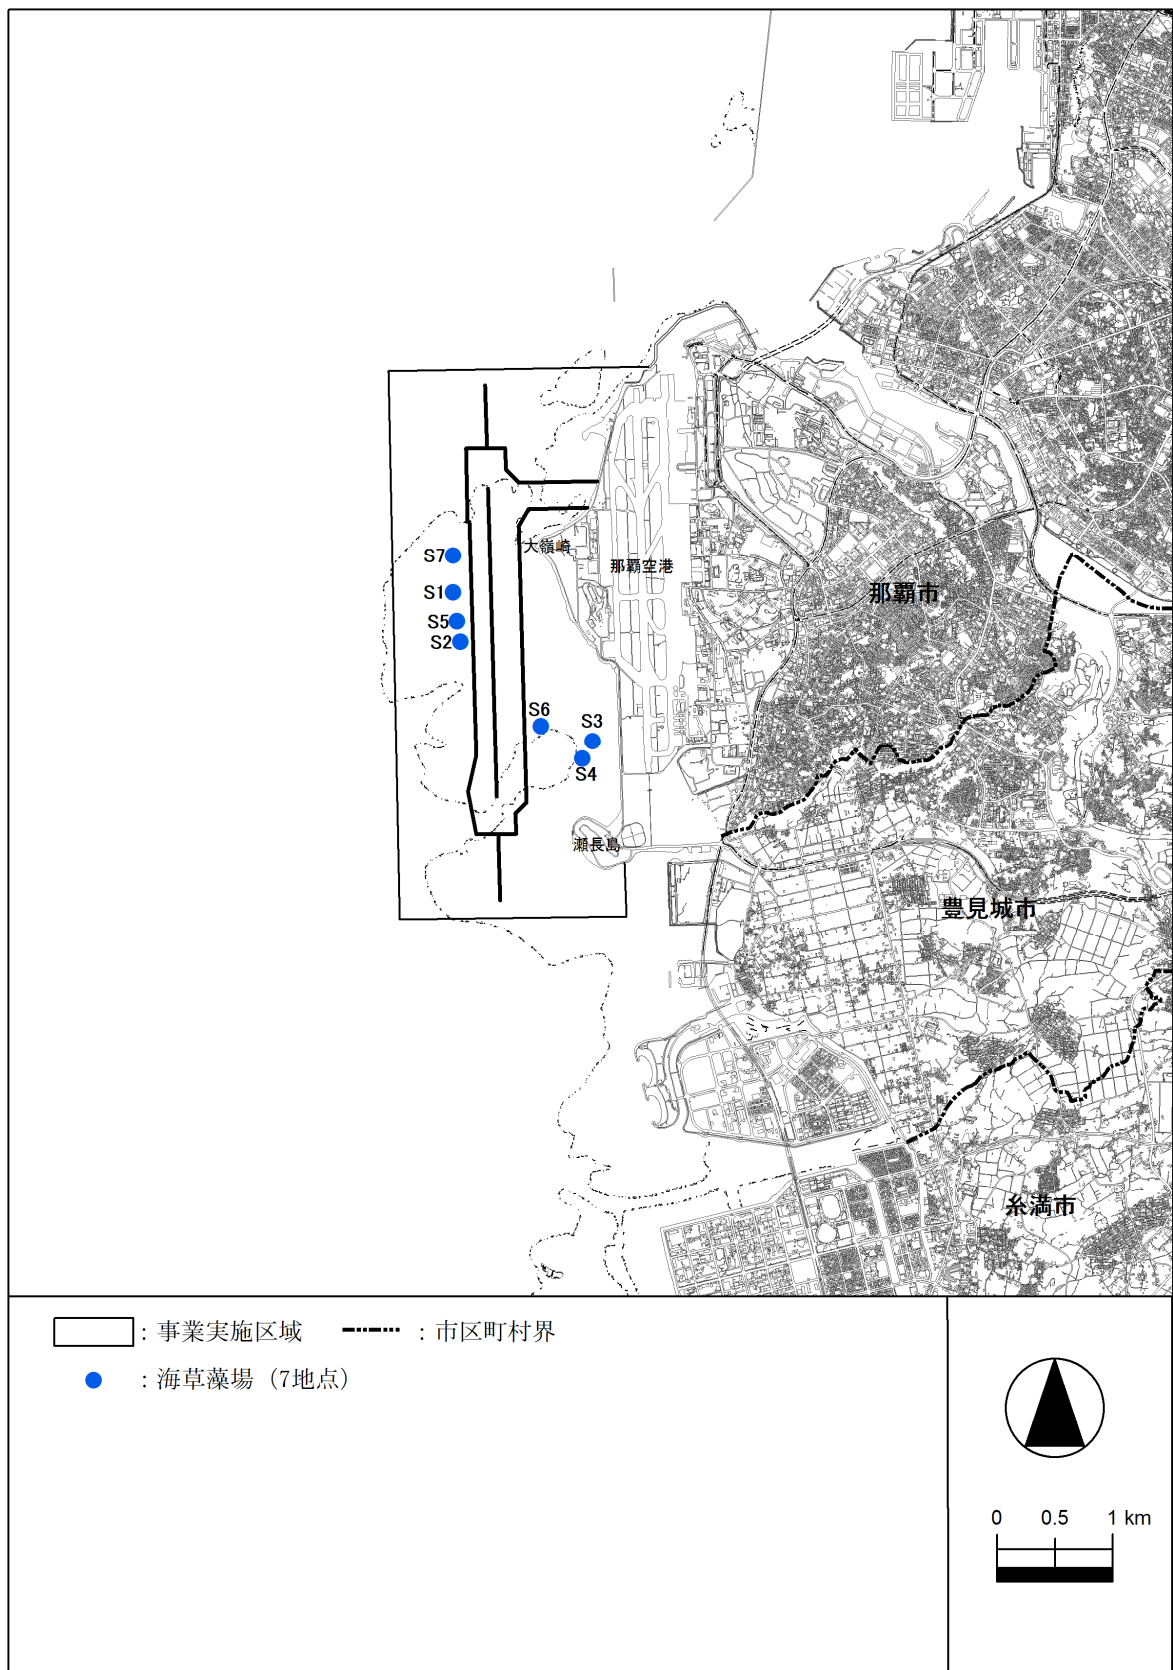 大嶺崎
S7
那覇空港
S1
那覇市
S5
S2
S6
S3
S4
瀬長島
豊見城市
糸満市
：事業実施区域
：市区町村界
：海草藻場（7地点）
0 0.5 1 km